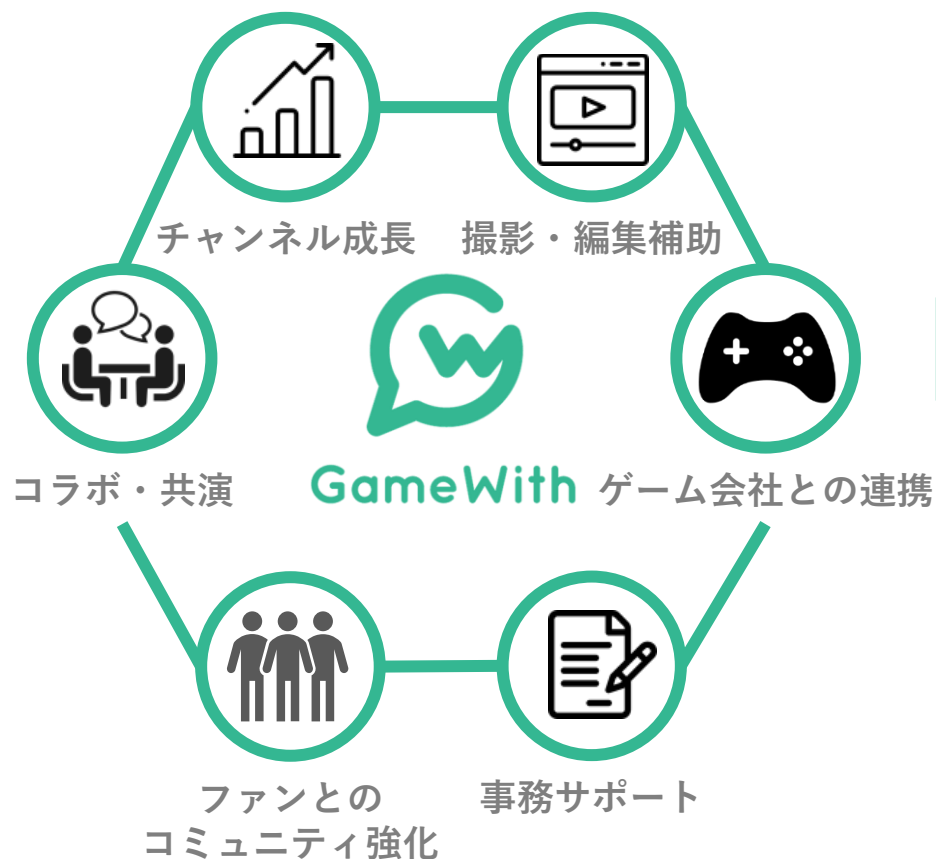 チャンネル成長
撮影・編集補助
コラボ・共演
GameWith
ゲーム会社との連携
ファンとの
コミュニティ強化
事務サポート